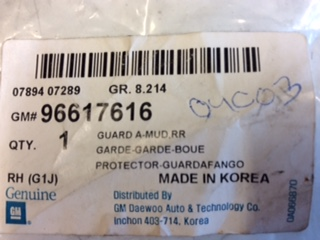 07894 07289 GR. 8.214
GM# 96617616
QTY. 1 GUARD A-MUD,RR
GARDE-GARDE-BOUE
PROTECTOR-GUARDAFANGO
RH (G1J) MADE IN KOREA
Genuine
GM
Distributed By
GM Daewoo Auto & Technology Co.
Inchon 403-714, Korea